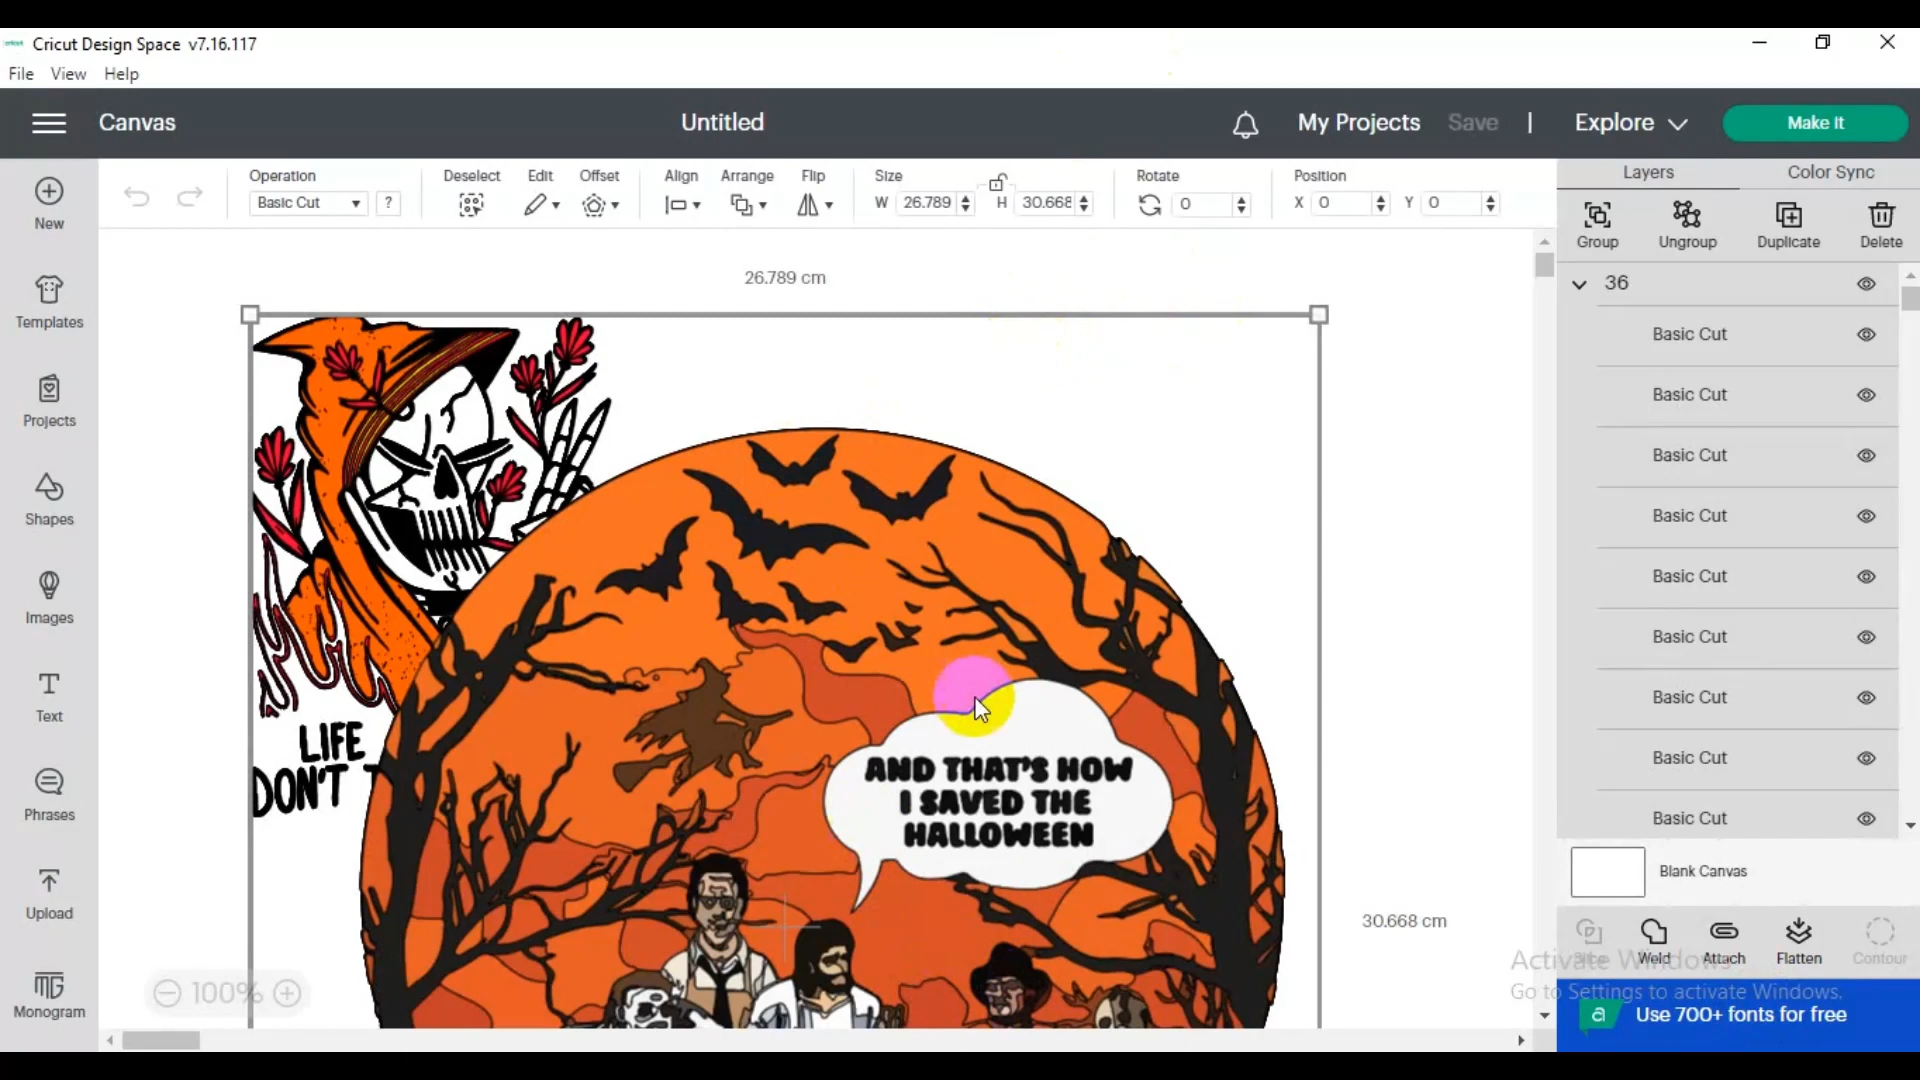 cricut
Cricut Design Space v7.16.117
File View Help
Canvas
Untitled
My Projects Save | Explore
Make It
Operation
Basic Cut
?
Deselect
Edit
Offset
Align
Arrange
Flip
Size
W 26.789 H 30.668
Rotate
0
Position
X 0 Y 0
Layers Color Sync
Group Ungroup Duplicate Delete
New
Templates
Projects
Shapes
Images
Text
Phrases
Upload
Monogram
26.789 cm
30.668 cm
LIFE
DON'T
AND THAT'S HOW
I SAVED THE
HALLOWEEN
100%
36
Basic Cut
Basic Cut
Basic Cut
Basic Cut
Basic Cut
Basic Cut
Basic Cut
Basic Cut
Basic Cut
Blank Canvas
Slice Weld Attach Flatten Contour
Activate Windows
Go to Settings to activate Windows.
a Use 700+ fonts for free